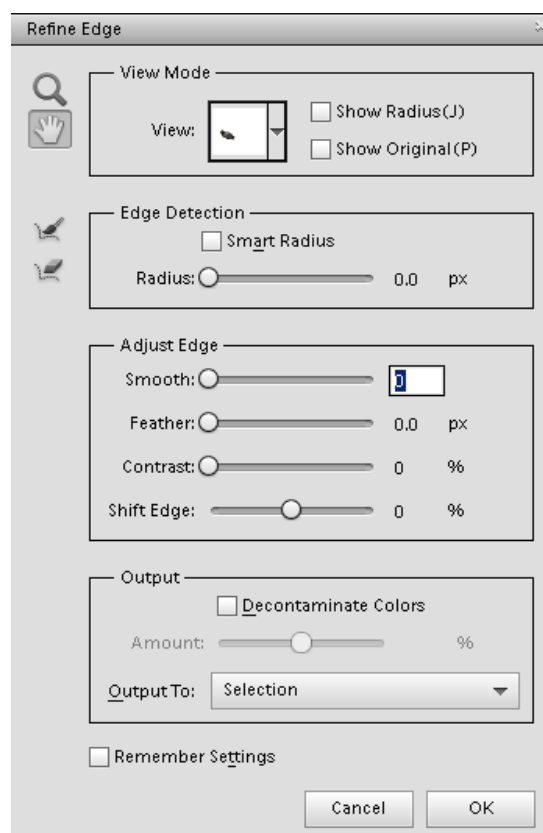 Refine Edge
View Mode
View:
Show Radius(J)
Show Original(P)
Edge Detection
Smart Radius
Radius: 0.0 px
Adjust Edge
Smooth: 0
Feather: 0.0 px
Contrast: 0 %
Shift Edge: 0 %
Output
Decontaminate Colors
Amount: %
Output To: Selection
Remember Settings
Cancel OK